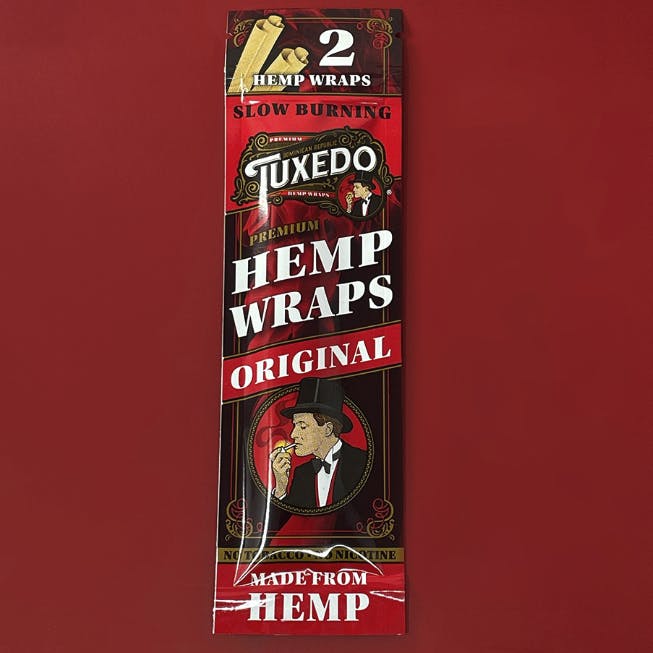 2
HEMP WRAPS
SLOW BURNING
PREMIUM
DOMINICAN REPUBLIC
TUXEDO
HEMP WRAPS
®
PREMIUM
HEMP
WRAPS
ORIGINAL
NO TOBACCO • NO NICOTINE
MADE FROM
HEMP